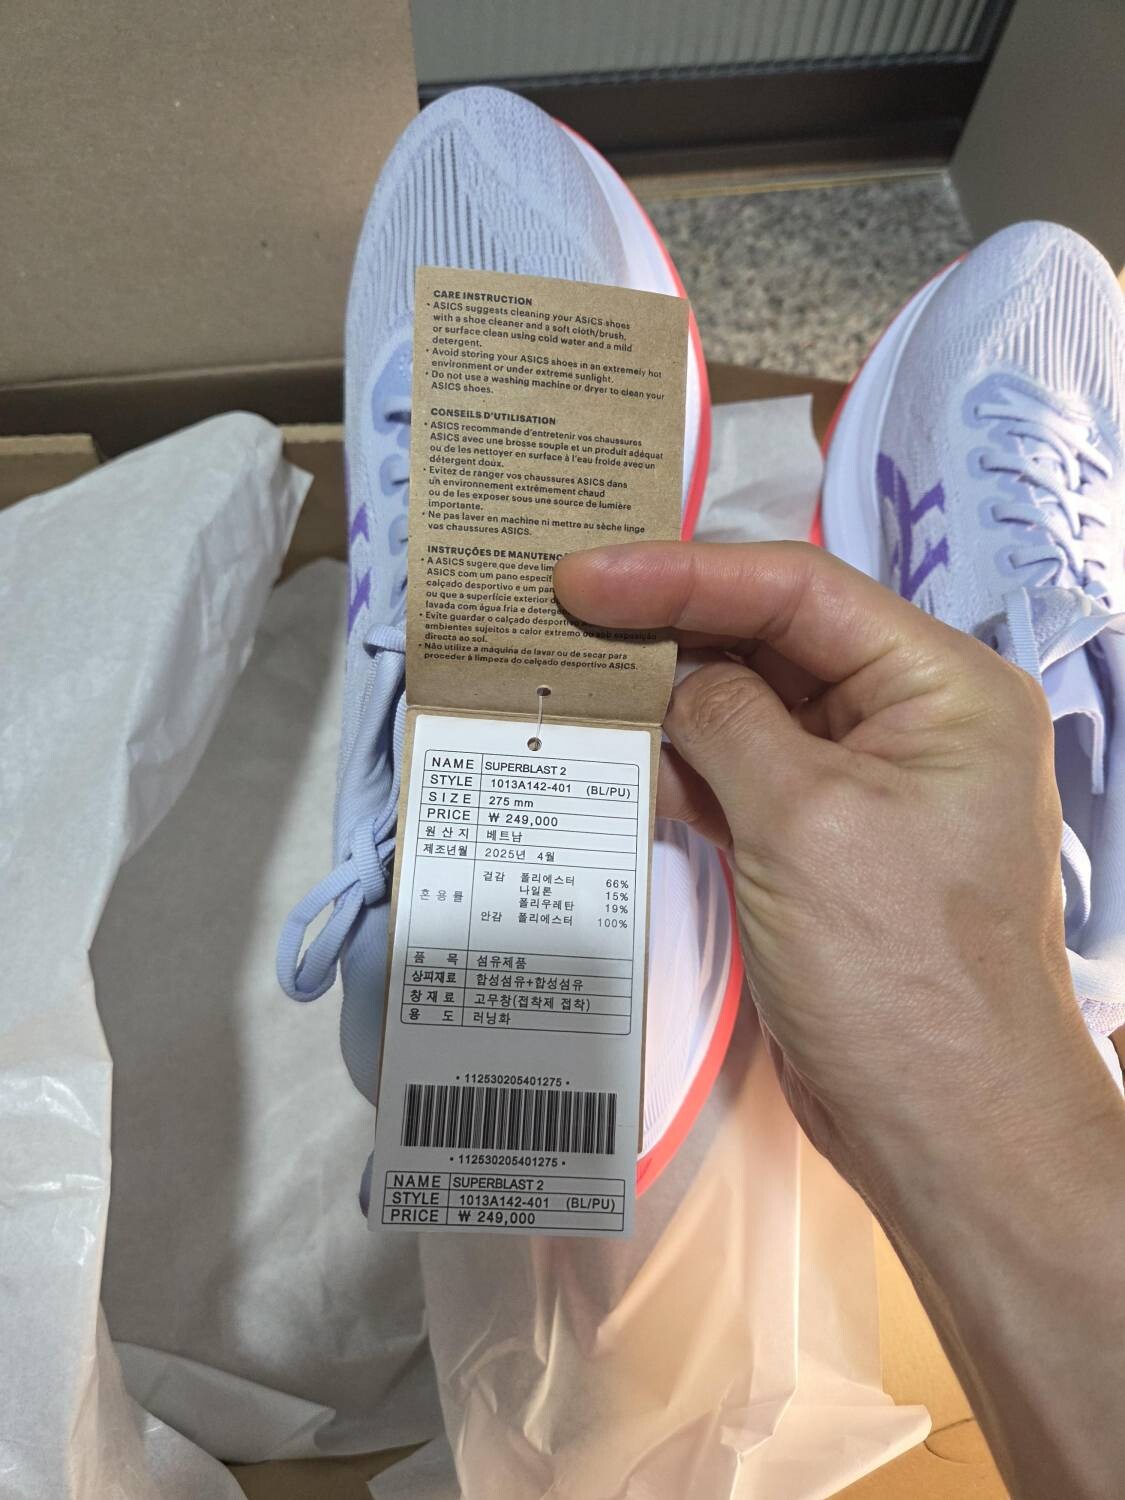 CARE INSTRUCTION
• ASICS suggests cleaning your ASICS shoes
with a shoe cleaner and a soft cloth/brush,
or surface clean using cold water and a mild
detergent.
• Avoid storing your ASICS shoes in an extremely hot
environment or under extreme sunlight.
• Do not use a washing machine or dryer to clean your
ASICS shoes.
CONSEILS D'UTILISATION
• ASICS recommande d'entretenir vos chaussures
ASICS avec une brosse souple et un produit adéquat
ou de les nettoyer en surface à l'eau froide avec un
détergent doux.
• Evitez de ranger vos chaussures ASICS dans
un environnement extrêmement chaud
ou de les exposer sous une source de lumière
importante.
• Ne pas laver en machine ni mettre au sèche linge
vos chaussures ASICS.
INSTRUÇÕES DE MANUTENÇ
• A ASICS sugere que deve lim
ASICS com um pano específ
calçado desportivo e um pan
ou que a superfície exterior d
lavada com água fria e deterge
• Evite guardar o calçado desportivo
ambientes sujeitos a calor extremo ou sob exposição
directa ao sol.
• Não utilize a máquina de lavar ou de secar para
proceder à limpeza do calçado desportivo ASICS.
NAME SUPERBLAST 2
STYLE 1013A142-401 (BL/PU)
SIZE 275 mm
PRICE ₩ 249,000
원산지 베트남
제조년월 2025년 4월
혼용률 겉감 폴리에스터 66%
나일론 15%
폴리우레탄 19%
안감 폴리에스터 100%
품 목 섬유제품
상피재료 합성섬유+합성섬유
창재료 고무창(접착제 접착)
용 도 러닝화
• 112530205401275 •
• 112530205401275 •
NAME SUPERBLAST 2
STYLE 1013A142-401 (BL/PU)
PRICE ₩ 249,000